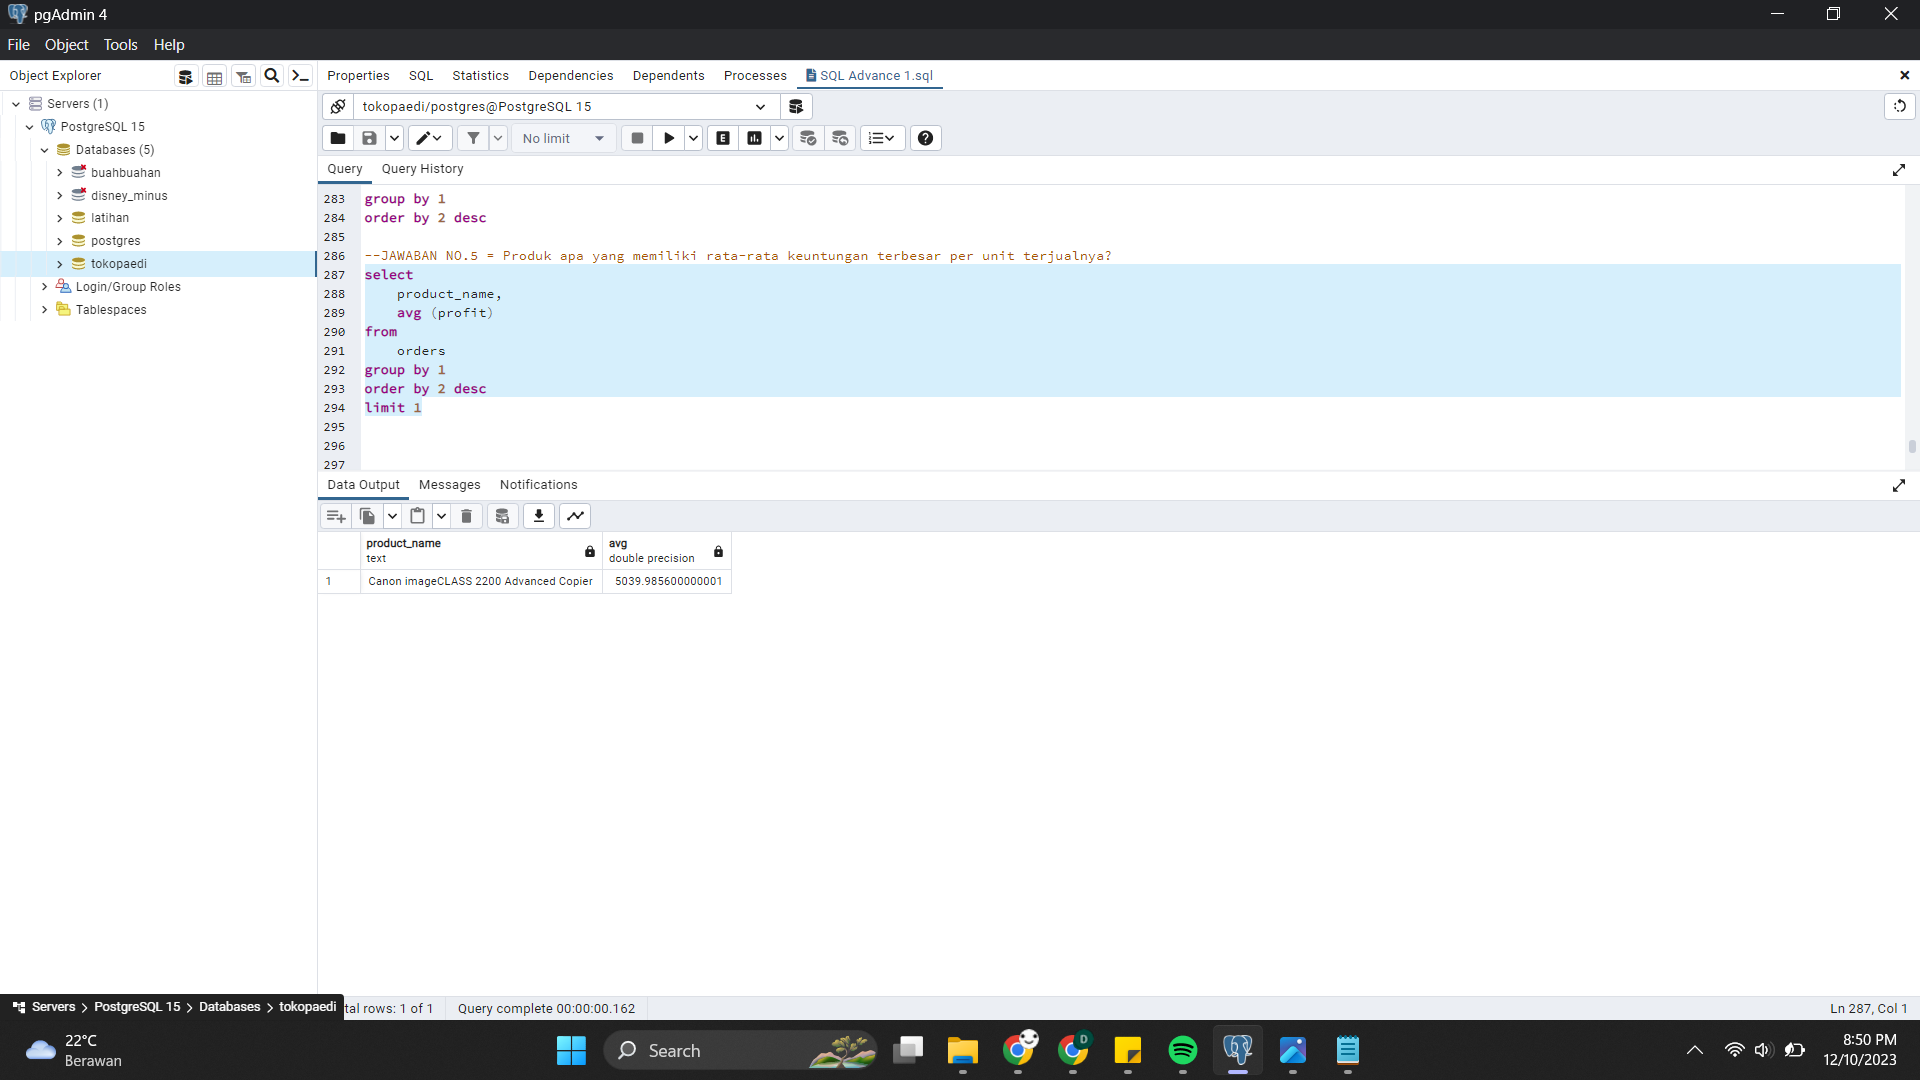 pgAdmin 4
File Object Tools Help
Object Explorer
Properties SQL Statistics Dependencies Dependents Processes SQL Advance 1.sql
Servers (1)
PostgreSQL 15
Databases (5)
buahbuahan
disney_minus
latihan
postgres
tokopaedi
Login/Group Roles
Tablespaces
tokopaedi/postgres@PostgreSQL 15
No limit
E
Query Query History
283 group by 1
284 order by 2 desc
285
286 --JAWABAN NO.5 = Produk apa yang memiliki rata-rata keuntungan terbesar per unit terjualnya?
287 select
288 product_name,
289 avg (profit)
290 from
291 orders
292 group by 1
293 order by 2 desc
294 limit 1
295
296
297
Data Output Messages Notifications
product_name avg
text double precision
1 Canon imageCLASS 2200 Advanced Copier 5039.985600000001
Servers > PostgreSQL 15 > Databases > tokopaedi
tal rows: 1 of 1 Query complete 00:00:00.162 Ln 287, Col 1
22°C
Berawan
Search
D
8:50 PM
12/10/2023